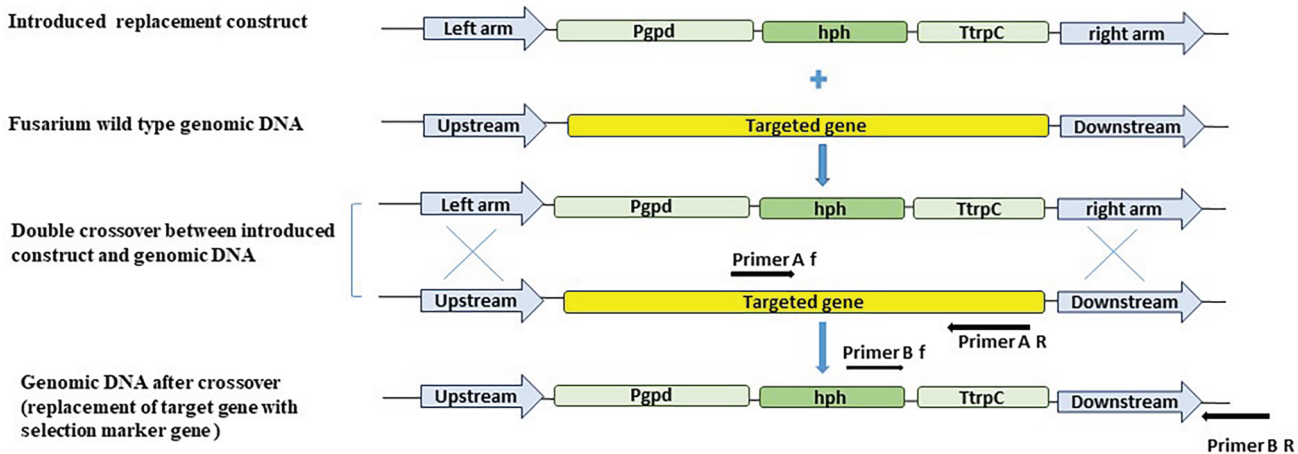 Introduced replacement construct
Left arm
Pgpd
hph
TtrpC
right arm
+
Fusarium wild type genomic DNA
Upstream
Targeted gene
Downstream
Left arm
Pgpd
hph
TtrpC
right arm
Double crossover between introduced
construct and genomic DNA
Primer A f
Upstream
Targeted gene
Downstream
Primer A R
Primer B f
Genomic DNA after crossover
(replacement of target gene with
selection marker gene )
Upstream
Pgpd
hph
TtrpC
Downstream
Primer B R